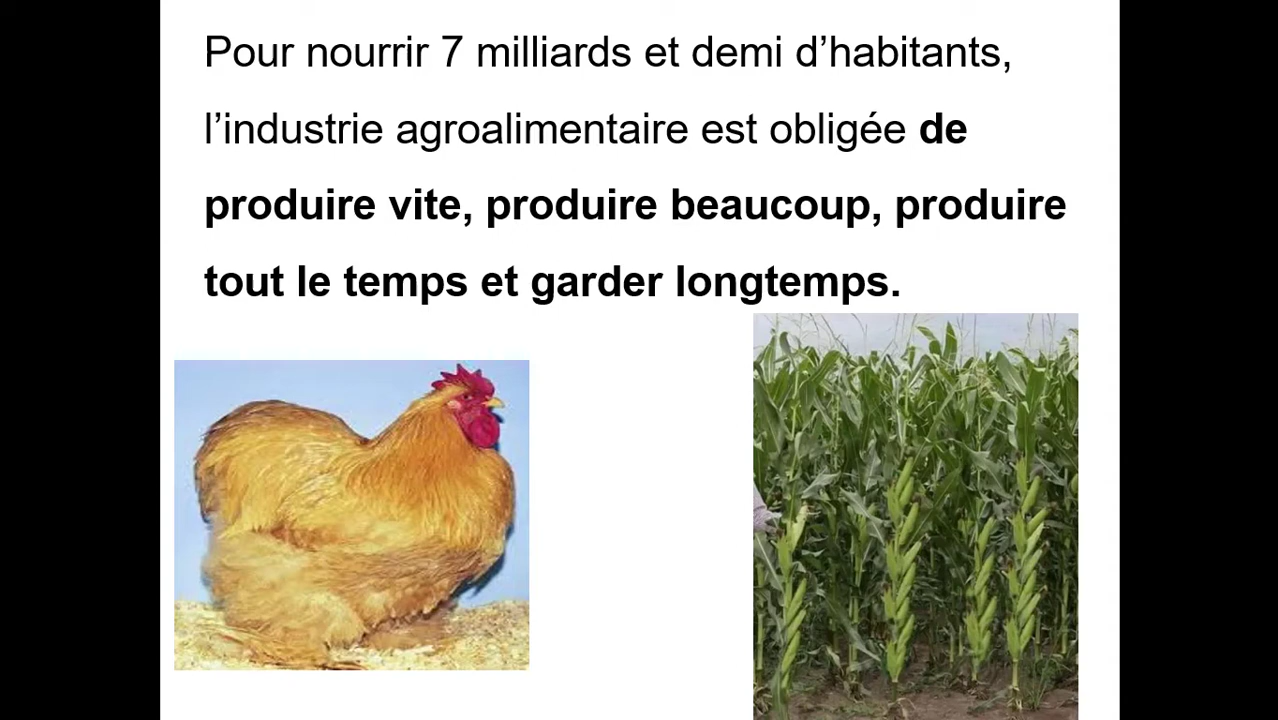 Pour nourrir 7 milliards et demi d’habitants,
l’industrie agroalimentaire est obligée de
produire vite, produire beaucoup, produire
tout le temps et garder longtemps.